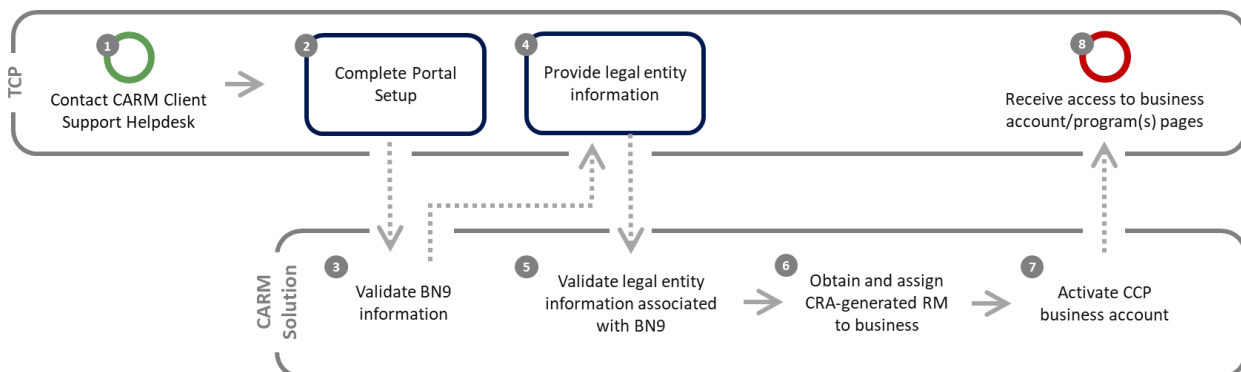 TCP
1
Contact CARM Client
Support Helpdesk
2
Complete Portal
Setup
4
Provide legal entity
information
8
Receive access to business
account/program(s) pages
CARM
Solution
3
Validate BN9
information
5
Validate legal entity
information associated
with BN9
6
Obtain and assign
CRA-generated RM
to business
7
Activate CCP
business account